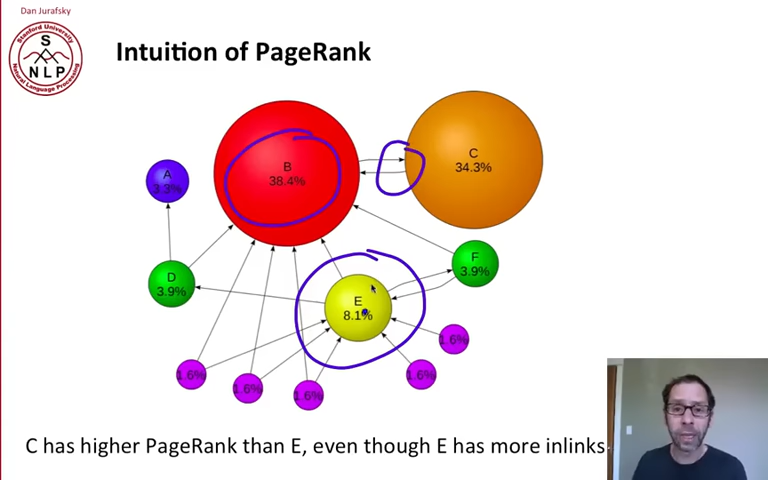 Dan Jurafsky
Stanford University
S
NLP
Natural Language Processing
Intuition of PageRank
B
38.4%
C
34.3%
A
3.3%
D
3.9%
E
8.1%
F
3.9%
1.6%
1.6%
1.6%
1.6%
1.6%
C has higher PageRank than E, even though E has more inlinks.